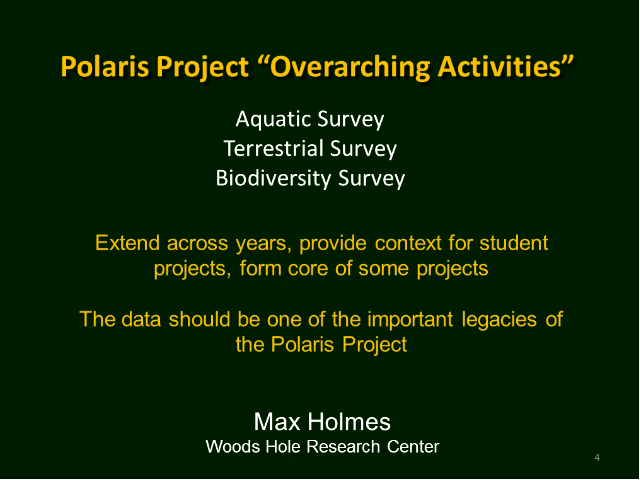 Polaris Project “Overarching Activities”
Aquatic Survey
Terrestrial Survey
Biodiversity Survey
Extend across years, provide context for student
projects, form core of some projects
The data should be one of the important legacies of
the Polaris Project
Max Holmes
Woods Hole Research Center
4